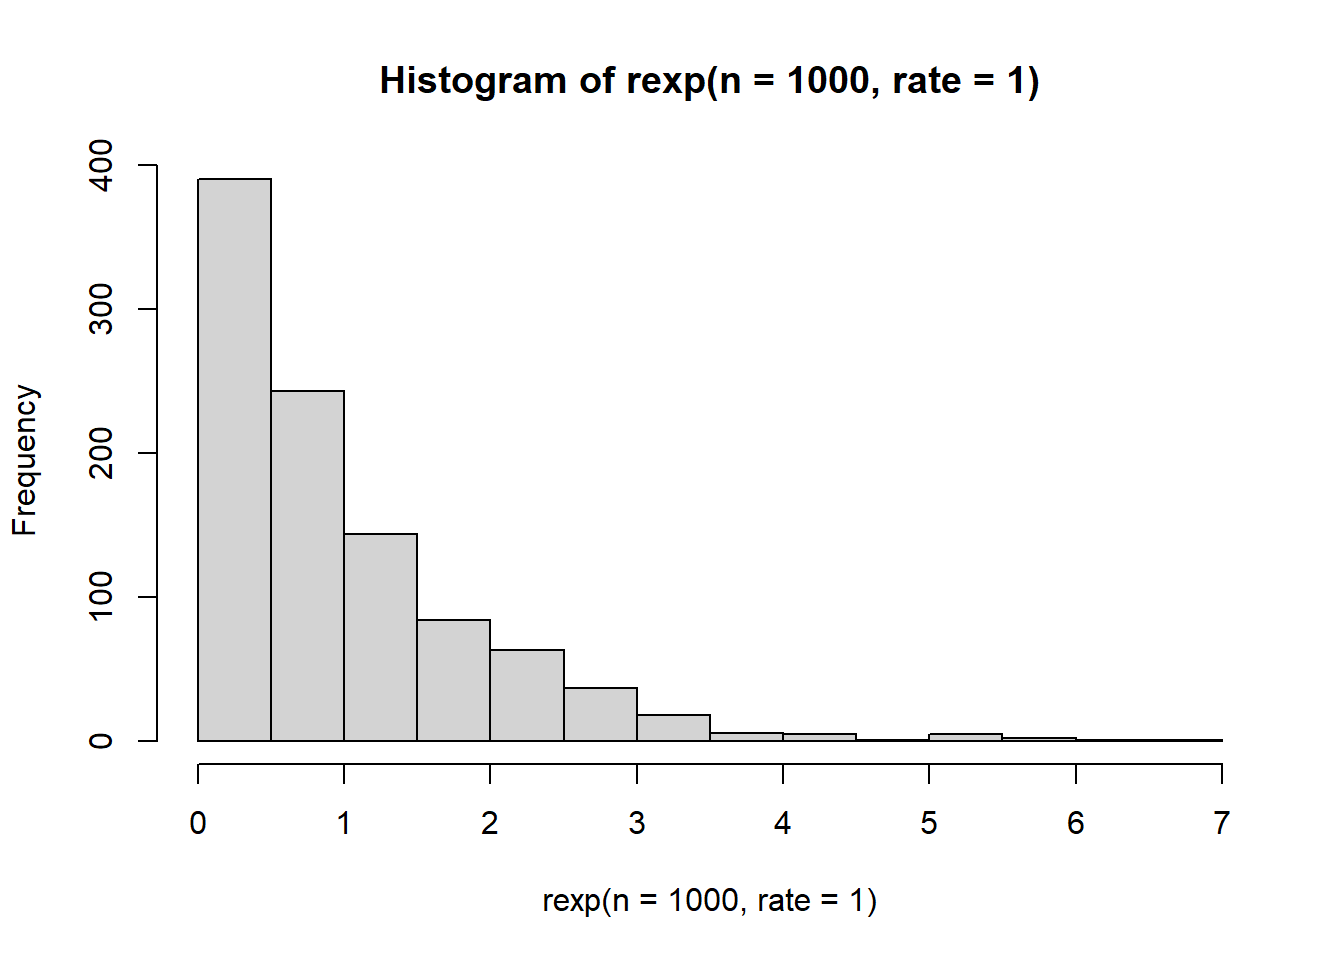 Histogram of rexp(n = 1000, rate = 1)
Frequency
400
300
200
100
0
0 1 2 3 4 5 6 7
rexp(n = 1000, rate = 1)